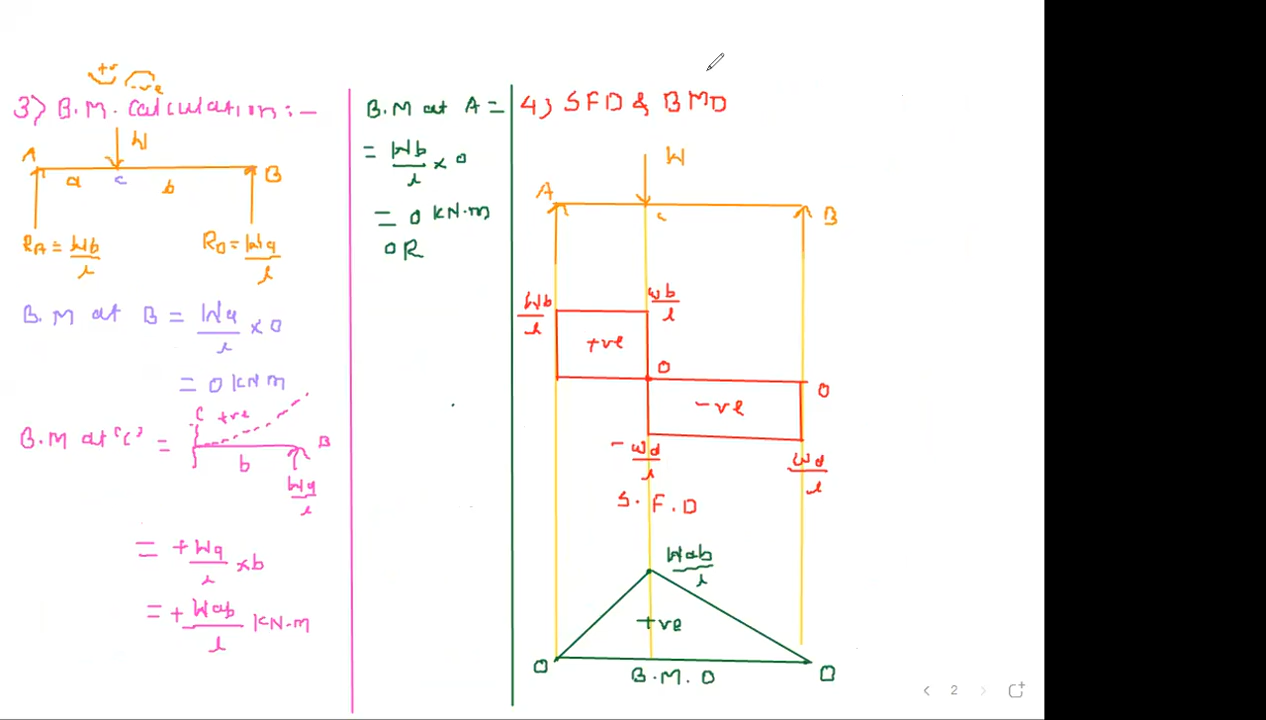 +ve -ve
3) B.M. Calculation:-
W
A
a
c
b
B
RA = Wb/l
RB = Wa/l
B.M at B = Wa/l x 0
= 0 KN m
B.M at 'C' =
C +ve
b
B
Wa/l
= + Wa/l x b
= + Wab/l KN.m
B.M at A =
= Wb/l x 0
= 0 KN.m
OR
4) SFD & BMD
W
A
c
B
Wb/l
wb/l
+ve
0
0
-ve
- wa/l
wa/l
S.F.D
Wab/l
+ve
0
0
B.M.D
2